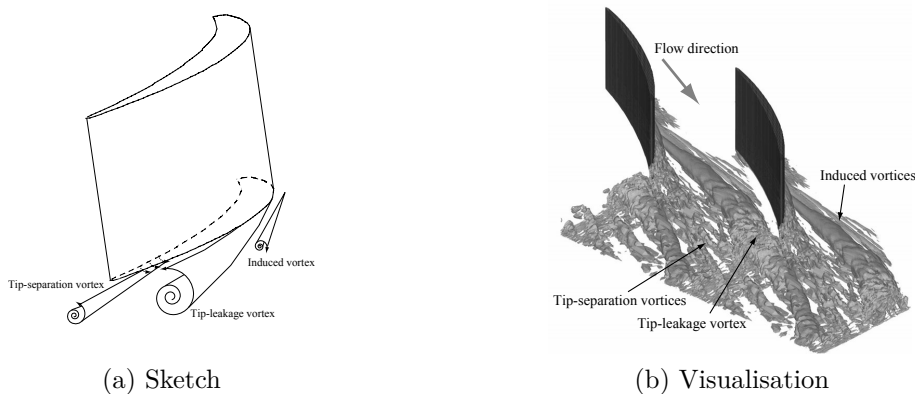 Tip-separation vortex
Tip-leakage vortex
Induced vortex
(a) Sketch
Flow direction
Induced vortices
Tip-separation vortices
Tip-leakage vortex
(b) Visualisation